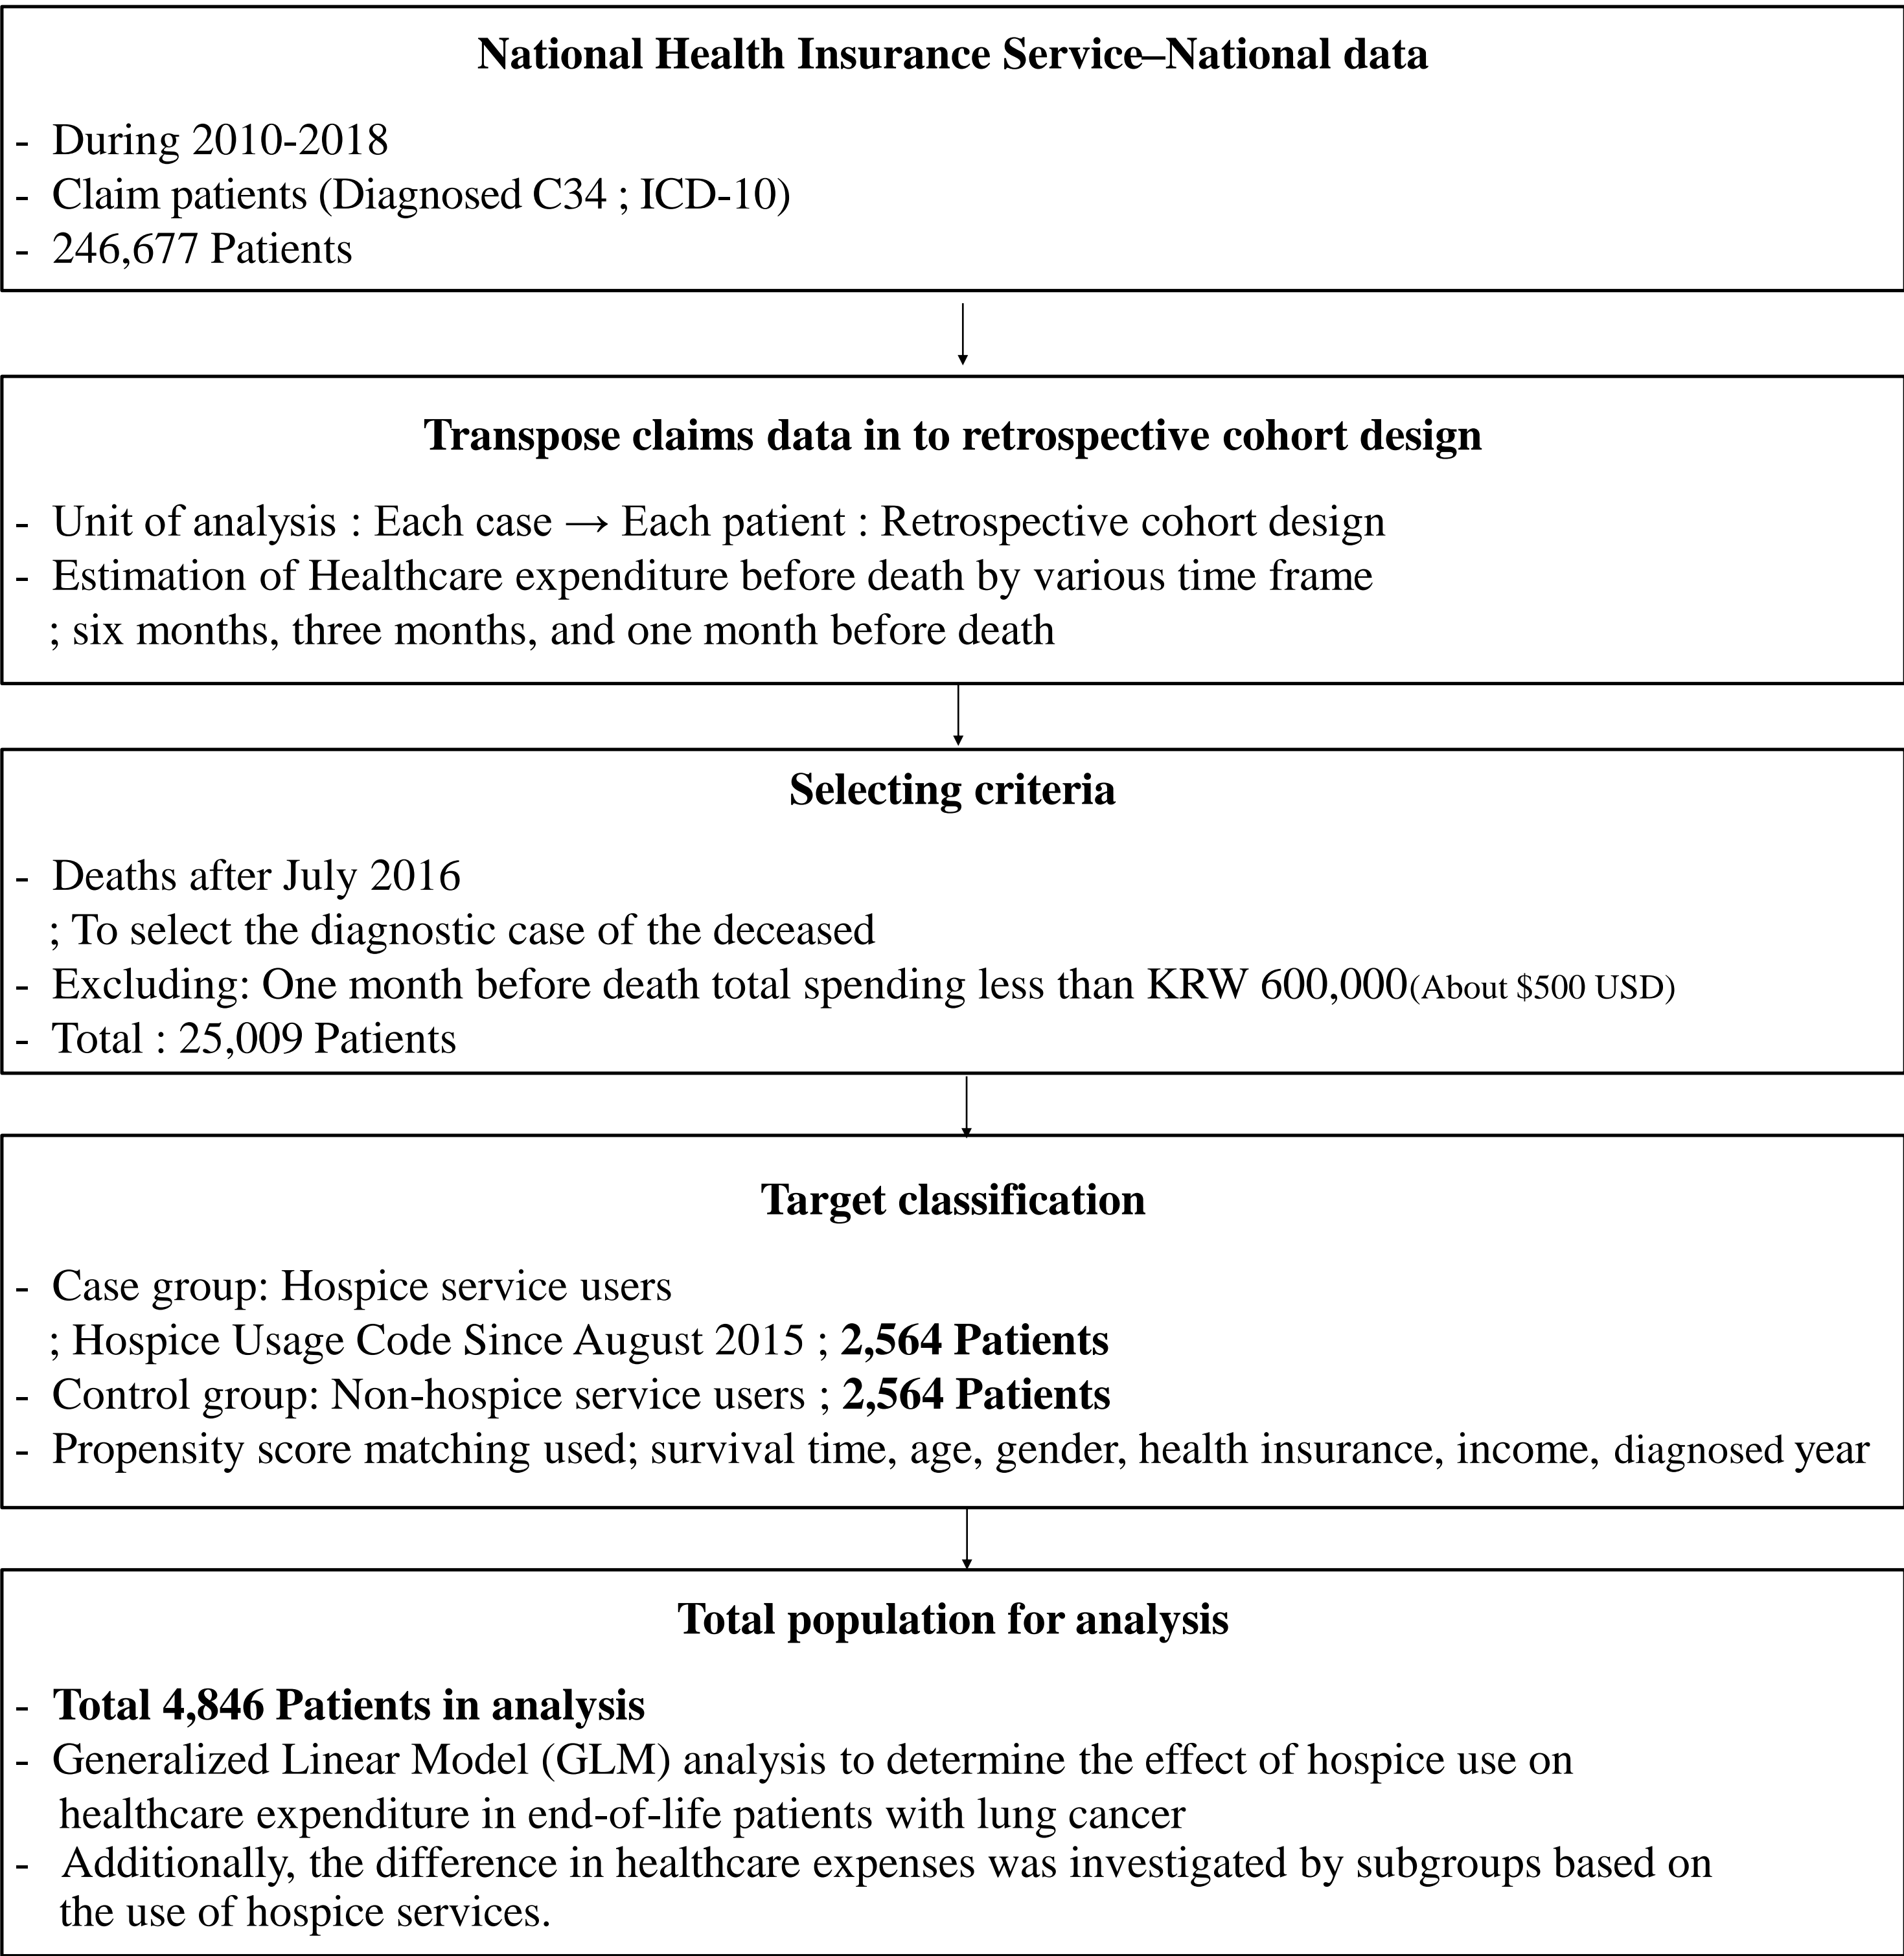 National Health Insurance Service–National data
- During 2010-2018
- Claim patients (Diagnosed C34 ; ICD-10)
- 246,677 Patients
Transpose claims data in to retrospective cohort design
- Unit of analysis : Each case → Each patient : Retrospective cohort design
- Estimation of Healthcare expenditure before death by various time frame
; six months, three months, and one month before death
Selecting criteria
- Deaths after July 2016
; To select the diagnostic case of the deceased
- Excluding: One month before death total spending less than KRW 600,000(About $500 USD)
- Total : 25,009 Patients
Target classification
- Case group: Hospice service users
; Hospice Usage Code Since August 2015 ; 2,564 Patients
- Control group: Non-hospice service users ; 2,564 Patients
- Propensity score matching used; survival time, age, gender, health insurance, income, diagnosed year
Total population for analysis
- Total 4,846 Patients in analysis
- Generalized Linear Model (GLM) analysis to determine the effect of hospice use on
healthcare expenditure in end-of-life patients with lung cancer
- Additionally, the difference in healthcare expenses was investigated by subgroups based on
the use of hospice services.